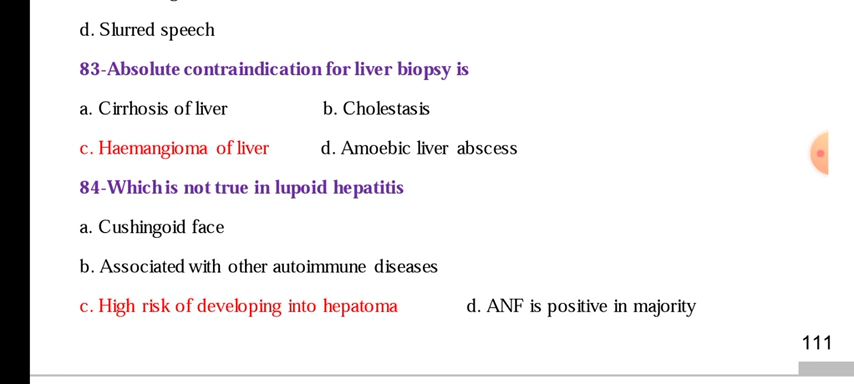 d. Slurred speech
83-Absolute contraindication for liver biopsy is
a. Cirrhosis of liver b. Cholestasis
c. Haemangioma of liver d. Amoebic liver abscess
84-Which is not true in lupoid hepatitis
a. Cushingoid face
b. Associated with other autoimmune diseases
c. High risk of developing into hepatoma d. ANF is positive in majority
111